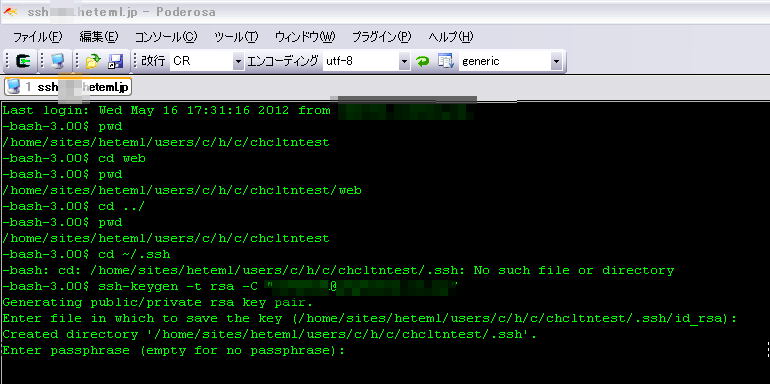 ssh heteml.jp - Poderosa
ファイル(F) 編集(E) コンソール(C) ツール(T) ウィンドウ(W) プラグイン(P) ヘルプ(H)
改行 CR エンコーディング utf-8 generic
1 ssh heteml.jp
Last login: Wed May 16 17:31:16 2012 from
-bash-3.00$ pwd
/home/sites/heteml/users/c/h/c/chcltntest
-bash-3.00$ cd web
-bash-3.00$ pwd
/home/sites/heteml/users/c/h/c/chcltntest/web
-bash-3.00$ cd ../
-bash-3.00$ pwd
/home/sites/heteml/users/c/h/c/chcltntest
-bash-3.00$ cd ~/.ssh
-bash: cd: /home/sites/heteml/users/c/h/c/chcltntest/.ssh: No such file or directory
-bash-3.00$ ssh-keygen -t rsa -C " @ "
Generating public/private rsa key pair.
Enter file in which to save the key (/home/sites/heteml/users/c/h/c/chcltntest/.ssh/id_rsa):
Created directory '/home/sites/heteml/users/c/h/c/chcltntest/.ssh'.
Enter passphrase (empty for no passphrase):